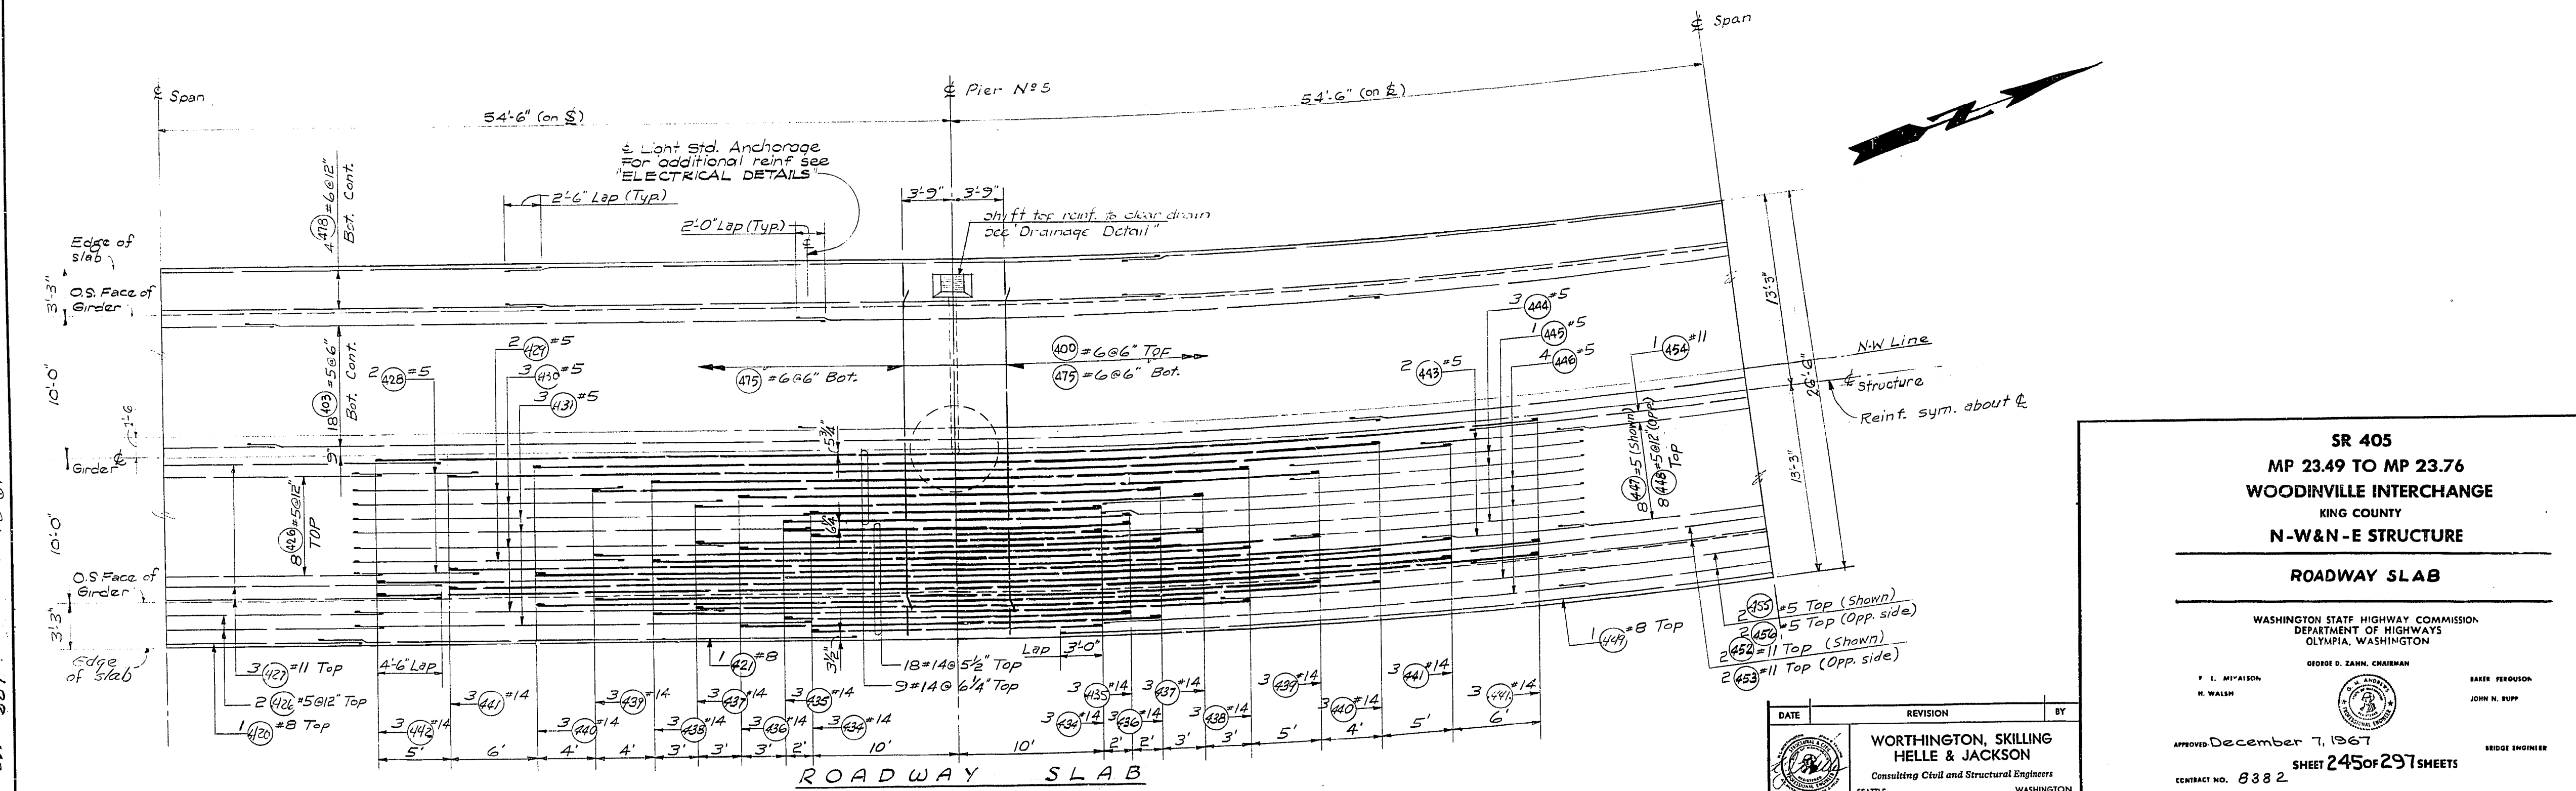 ℄ Span
54'-6" (on ℄)
℄ Pier Nº 5
54'-6" (on ℄)
℄ Span
℄ Light Std. Anchorage
For additional reinf see
"ELECTRICAL DETAILS"
2'-6" Lap (Typ.)
2'-0" Lap (Typ.)
3'-9" 3'-9"
Shift top reinf. to clear drain
See "Drainage Detail"
4 478 #6@12"
Bot. Cont.
Edge of
slab
O.S. Face of
Girder
3'-3"
10'-0"
1'-6
9"
18 403 #5@6"
Bot. Cont.
℄
Girder
10'-0"
8 426 #5@12"
TOP
O.S Face of
Girder
3'-3"
Edge
of slab
2 428 #5
2 429 #5
3 430 #5
3 431 #5
475 #6@6" Bot.
400 #6@6" TOP
475 #6@6" Bot.
2 443 #5
3 444 #5
1 445 #5
4 446 #5
1 454 #11
8 447 #5 (Shown)
8 448 #5@12" (Opp.)
Top
13'-3"
26'-6"
13'-3"
N-W Line
℄ Structure
Reinf. sym. about ℄
5¾"
6¼"
3½"
3 427 #11 Top
2 426 #5@12" Top
1 420 #8 Top
4'-6" Lap
1 421 #8
18#14@5½" Top
9#14@6¼" Top
Lap 3'-0"
1 449 #8 Top
2 455 #5 Top (Shown)
2 456 #5 Top (Opp. side)
2 452 #11 Top (Shown)
2 453 #11 Top (Opp. side)
3 441 #14
3 439 #14
3 437 #14
3 435 #14
3 435 #14
3 437 #14
3 439 #14
3 441 #14
3 441 #14
3 442 #14
3 440 #14
3 438 #14
3 436 #14
3 434 #14
3 434 #14
3 436 #14
3 438 #14
3 440 #14
5' 6' 4' 4' 3' 3' 3' 2' 10' 10' 2' 2' 3' 3' 5' 4' 5' 6'
ROADWAY SLAB
SR 405
MP 23.49 TO MP 23.76
WOODINVILLE INTERCHANGE
KING COUNTY
N-W&N-E STRUCTURE
ROADWAY SLAB
WASHINGTON STATE HIGHWAY COMMISSION
DEPARTMENT OF HIGHWAYS
OLYMPIA, WASHINGTON
GEORGE D. ZAHN, CHAIRMAN
H. WALSH
BAKER FERGUSON
JOHN N. RUPP
APPROVED December 7, 1967
BRIDGE ENGINEER
SHEET 245 OF 297 SHEETS
CONTRACT NO. 8382
DATE REVISION BY
WORTHINGTON, SKILLING
HELLE & JACKSON
Consulting Civil and Structural Engineers
SEATTLE WASHINGTON